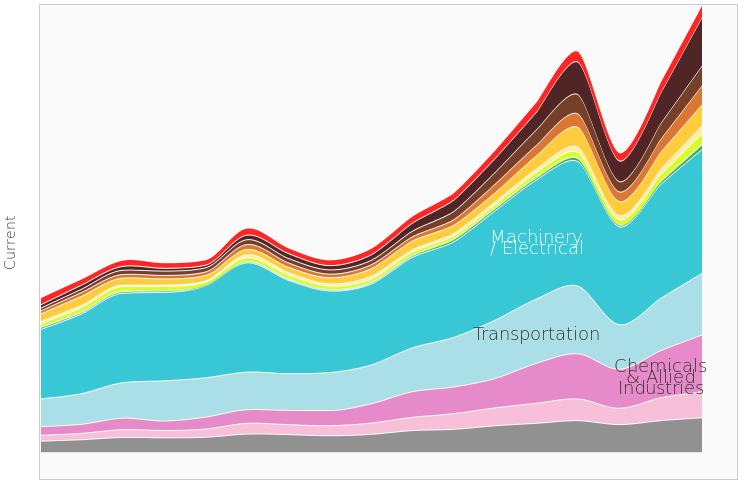 Current
Machinery
/ Electrical
Transportation
Chemicals
& Allied
Industries